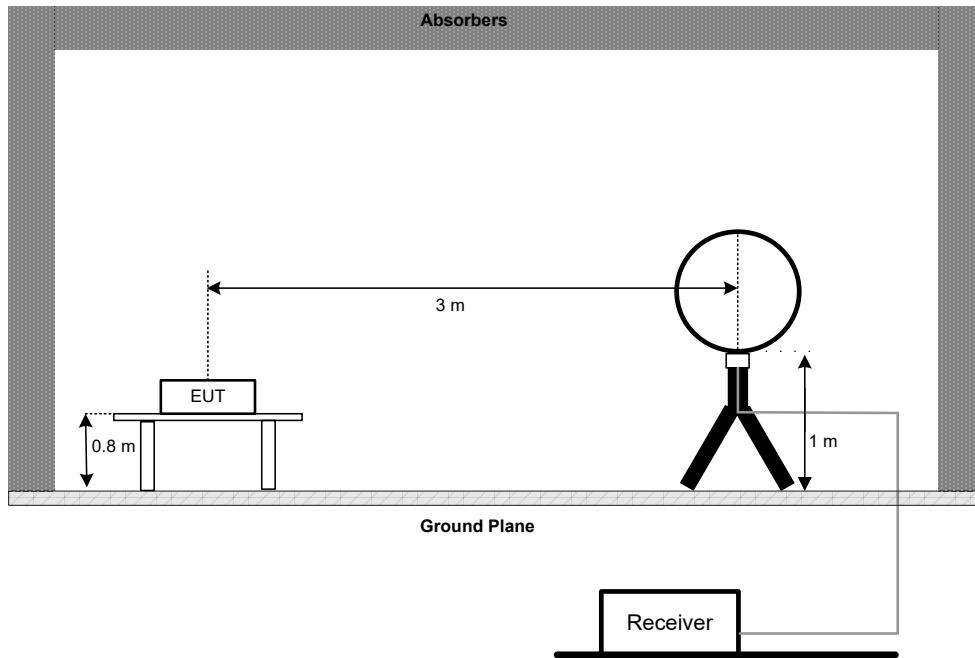 Absorbers
3 m
EUT
0.8 m
1 m
Ground Plane
Receiver